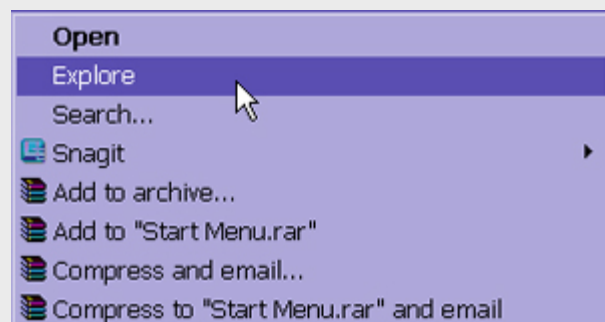 Open
Explore
Search...
Snagit
Add to archive...
Add to "Start Menu.rar"
Compress and email...
Compress to "Start Menu.rar" and email